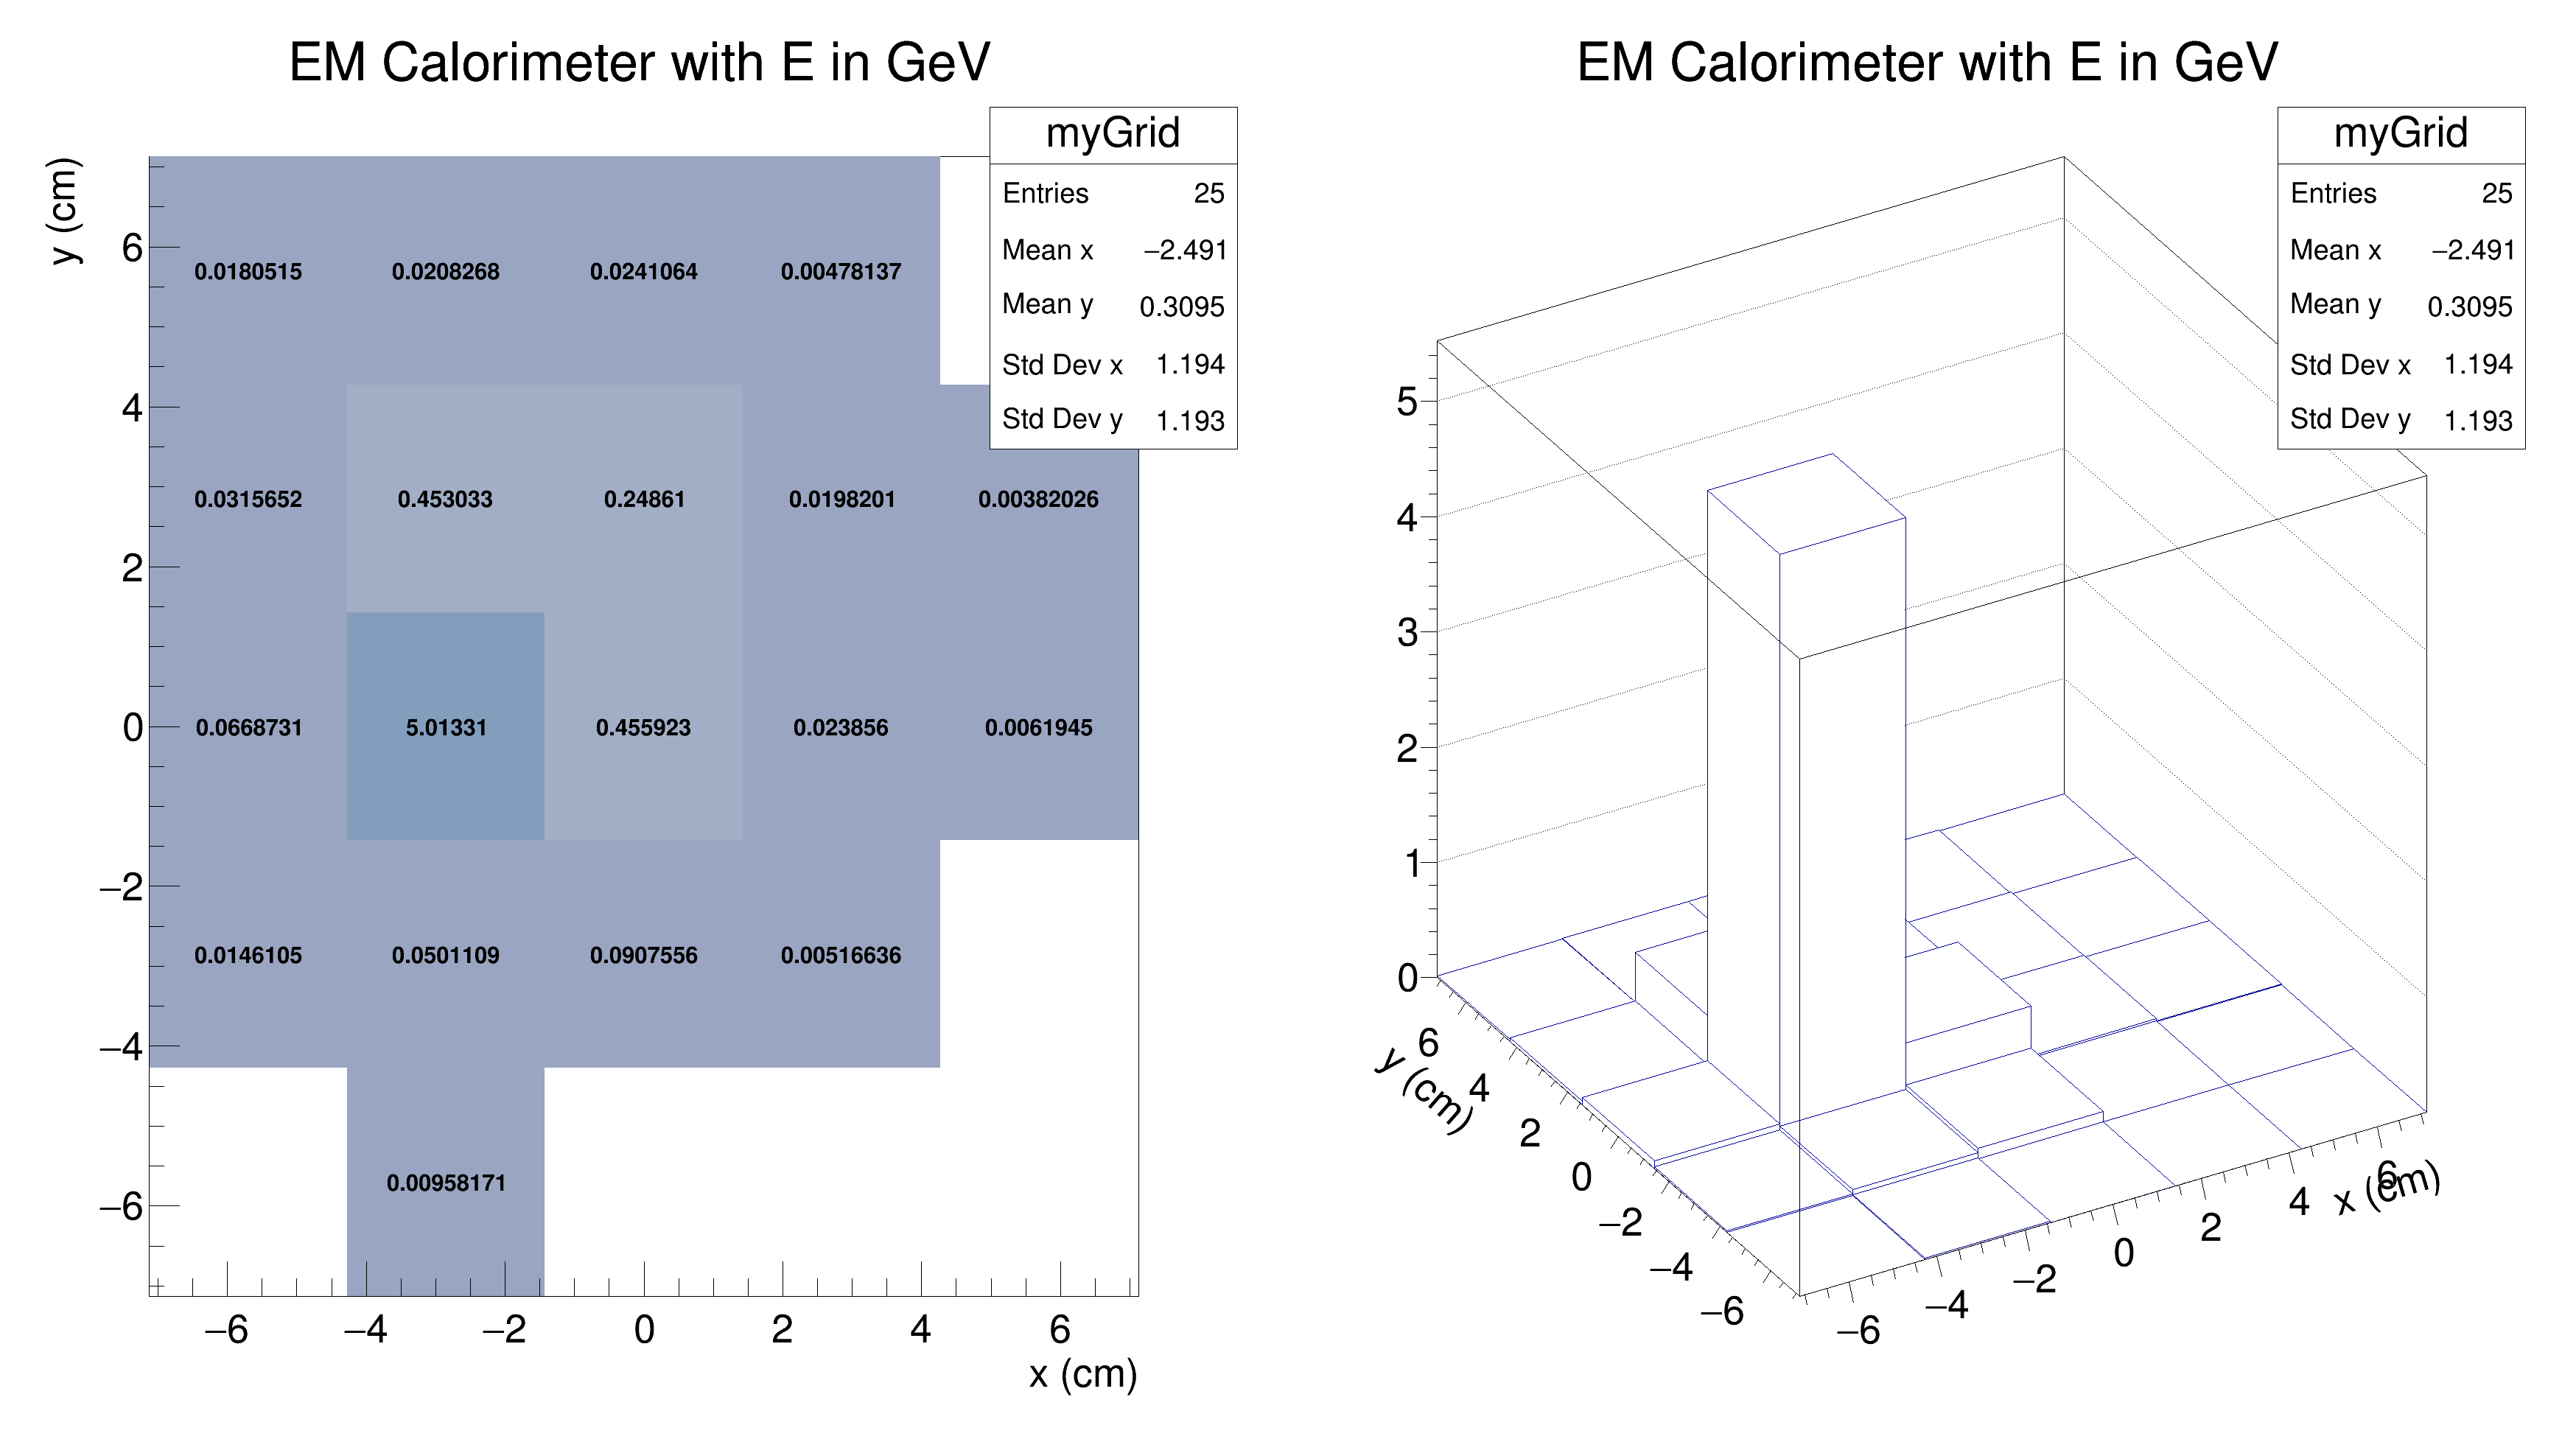 EM Calorimeter with E in GeV
myGrid
Entries 25
Mean x −2.491
Mean y 0.3095
Std Dev x 1.194
Std Dev y 1.193
y (cm)
6
0.0180515 0.0208268 0.0241064 0.00478137
4
0.0315652 0.453033 0.24861 0.0198201 0.00382026
2
0 0.0668731 5.01331 0.455923 0.023856 0.0061945
−2
0.0146105 0.0501109 0.0907556 0.00516636
−4
0.00958171
−6
−6 −4 −2 0 2 4 6
x (cm)
EM Calorimeter with E in GeV
myGrid
Entries 25
Mean x −2.491
Mean y 0.3095
Std Dev x 1.194
Std Dev y 1.193
5
4
3
2
1
0
y (cm)
6
4
2
0
−2
−4
−6
−6
−4
−2
0
2
4
6
x (cm)